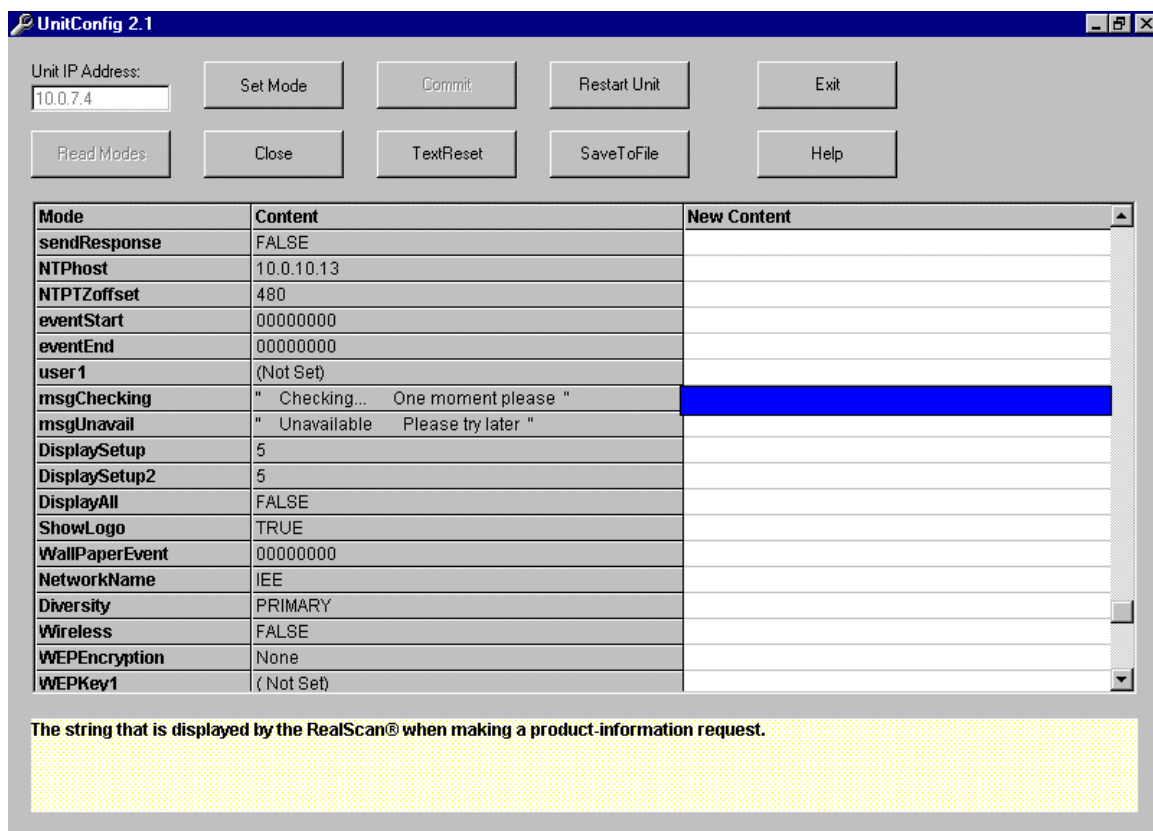 UnitConfig 2.1
Unit IP Address:
10.0.7.4
Set Mode
Commit
Restart Unit
Exit
Read Modes
Close
TextReset
SaveToFile
Help
Mode Content New Content
sendResponse FALSE
NTPhost 10.0.10.13
NTPTZoffset 480
eventStart 00000000
eventEnd 00000000
user1 (Not Set)
msgChecking "    Checking...    One moment please  "
msgUnavail "    Unavailable    Please try later  "
DisplaySetup 5
DisplaySetup2 5
DisplayAll FALSE
ShowLogo TRUE
WallPaperEvent 00000000
NetworkName IEE
Diversity PRIMARY
Wireless FALSE
WEPEncryption None
WEPKey1 ( Not Set)
The string that is displayed by the RealScan® when making a product-information request.